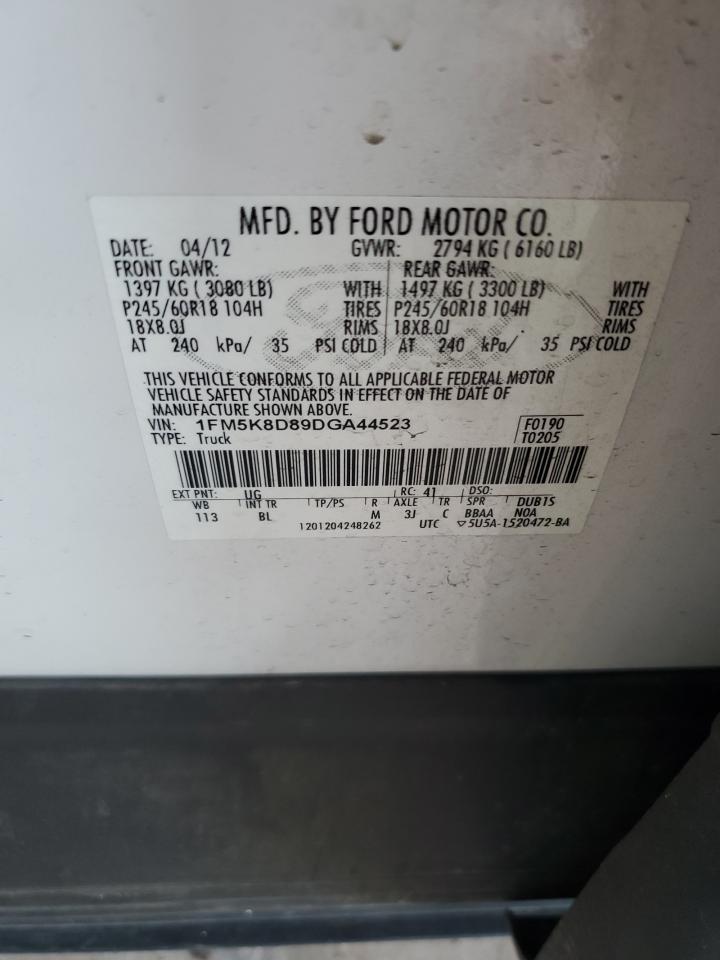 MFD. BY FORD MOTOR CO.
DATE: 04/12 GVWR: 2794 KG ( 6160 LB)
FRONT GAWR: REAR GAWR:
1397 KG ( 3080 LB) WITH 1497 KG ( 3300 LB) WITH
P245/60R18 104H TIRES P245/60R18 104H TIRES
18X8.0J RIMS 18X8.0J RIMS
AT 240 kPa/ 35 PSI COLD AT 240 kPa/ 35 PSI COLD
THIS VEHICLE CONFORMS TO ALL APPLICABLE FEDERAL MOTOR
VEHICLE SAFETY STANDARDS IN EFFECT ON THE DATE OF
MANUFACTURE SHOWN ABOVE.
VIN: 1FM5K8D89DGA44523 F0190
TYPE: Truck T0205
EXT PNT: UG RC: 41 DSO:
WB INT TR TP/PS R AXLE TR SPR DUB1S
113 BL M 3J C BBAA N0A
1201204248262 UTC ▽5U5A-1520472-BA